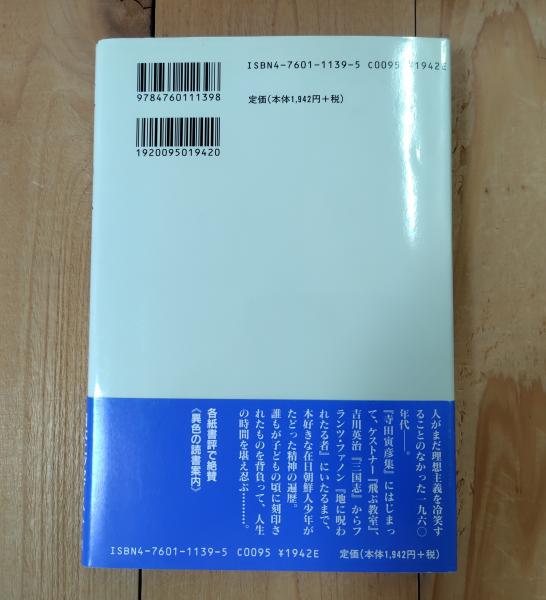 ISBN4-7601-1139-5 C0095 ¥1942E
9784760111398
定価(本体1,942円+税)
1920095019420
人がまだ理想主義を冷笑す
ることのなかった一九六〇
年代――。
『寺田寅彦集』にはじまっ
て、ケストナー『飛ぶ教室』、
吉川英治『三国志』からフ
ランツ・ファノン『地に呪わ
れたる者』にいたるまで、
本好きな在日朝鮮人少年が
たどった精神の遍歴。
誰もが子どもの頃に刻印さ
れたものを背負って、人生
の時間を堪え忍ぶ………。
各紙書評で絶賛
〈異色の読書案内〉
ISBN4-7601-1139-5 C0095 ¥1942E
定価(本体1,942円+税)